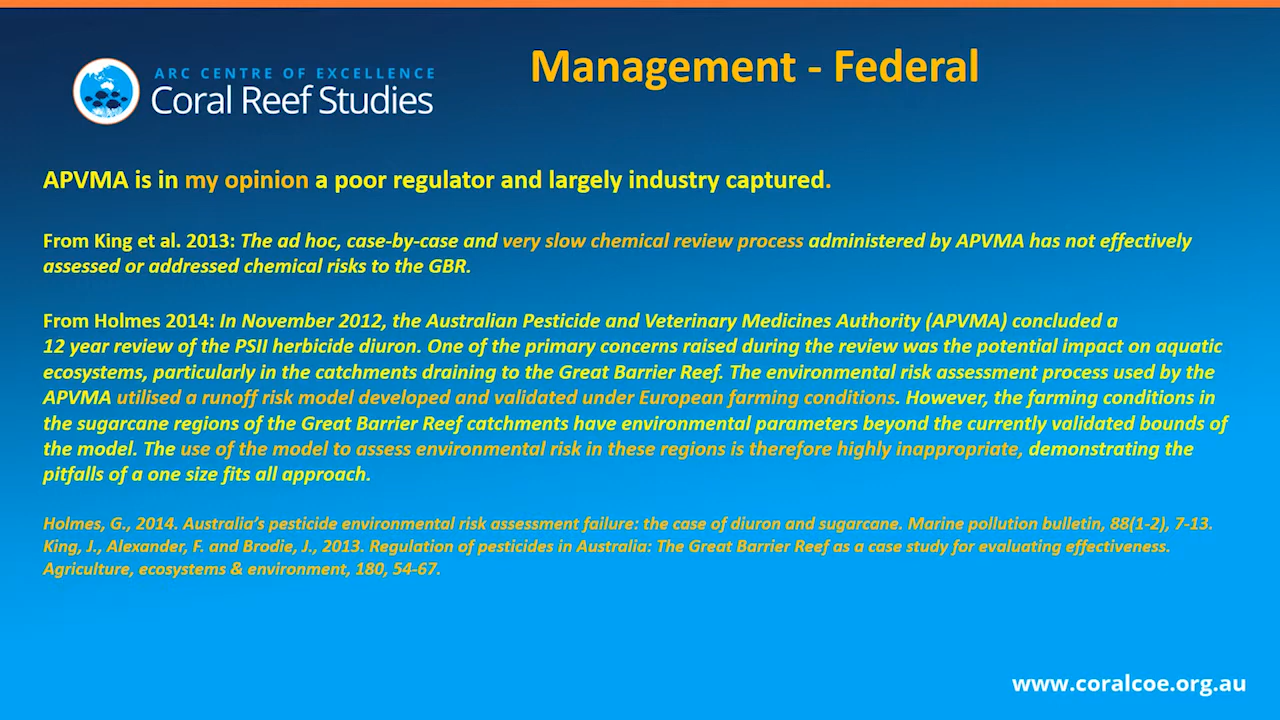 ARC CENTRE OF EXCELLENCE
Coral Reef Studies
Management - Federal
APVMA is in my opinion a poor regulator and largely industry captured.
From King et al. 2013: The ad hoc, case-by-case and very slow chemical review process administered by APVMA has not effectively
assessed or addressed chemical risks to the GBR.
From Holmes 2014: In November 2012, the Australian Pesticide and Veterinary Medicines Authority (APVMA) concluded a
12 year review of the PSII herbicide diuron. One of the primary concerns raised during the review was the potential impact on aquatic
ecosystems, particularly in the catchments draining to the Great Barrier Reef. The environmental risk assessment process used by the
APVMA utilised a runoff risk model developed and validated under European farming conditions. However, the farming conditions in
the sugarcane regions of the Great Barrier Reef catchments have environmental parameters beyond the currently validated bounds of
the model. The use of the model to assess environmental risk in these regions is therefore highly inappropriate, demonstrating the
pitfalls of a one size fits all approach.
Holmes, G., 2014. Australia's pesticide environmental risk assessment failure: the case of diuron and sugarcane. Marine pollution bulletin, 88(1-2), 7-13.
King, J., Alexander, F. and Brodie, J., 2013. Regulation of pesticides in Australia: The Great Barrier Reef as a case study for evaluating effectiveness.
Agriculture, ecosystems & environment, 180, 54-67.
www.coralcoe.org.au